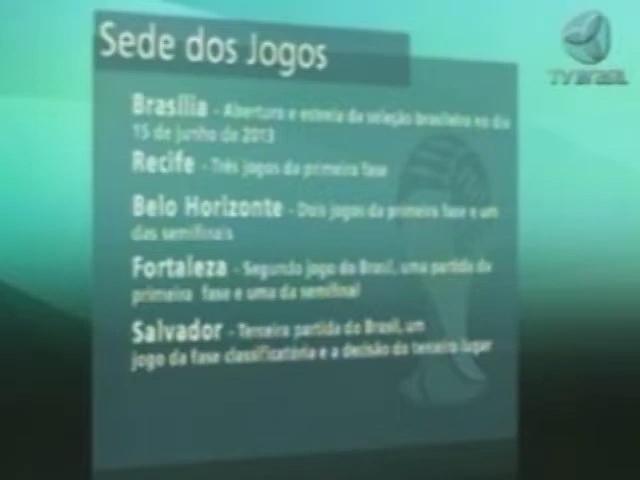 Sede dos Jogos
TV BRASIL
Brasília - Abertura e estreia da seleção brasileira no dia
15 de junho de 2013
Recife - Três jogos da primeira fase
Belo Horizonte - Dois jogos da primeira fase e um
das semifinais
Fortaleza - Segundo jogo do Brasil, uma partida da
primeira fase e uma da semifinal
Salvador - Terceira partida do Brasil, um
jogo da fase classificatória e a decisão do terceiro lugar